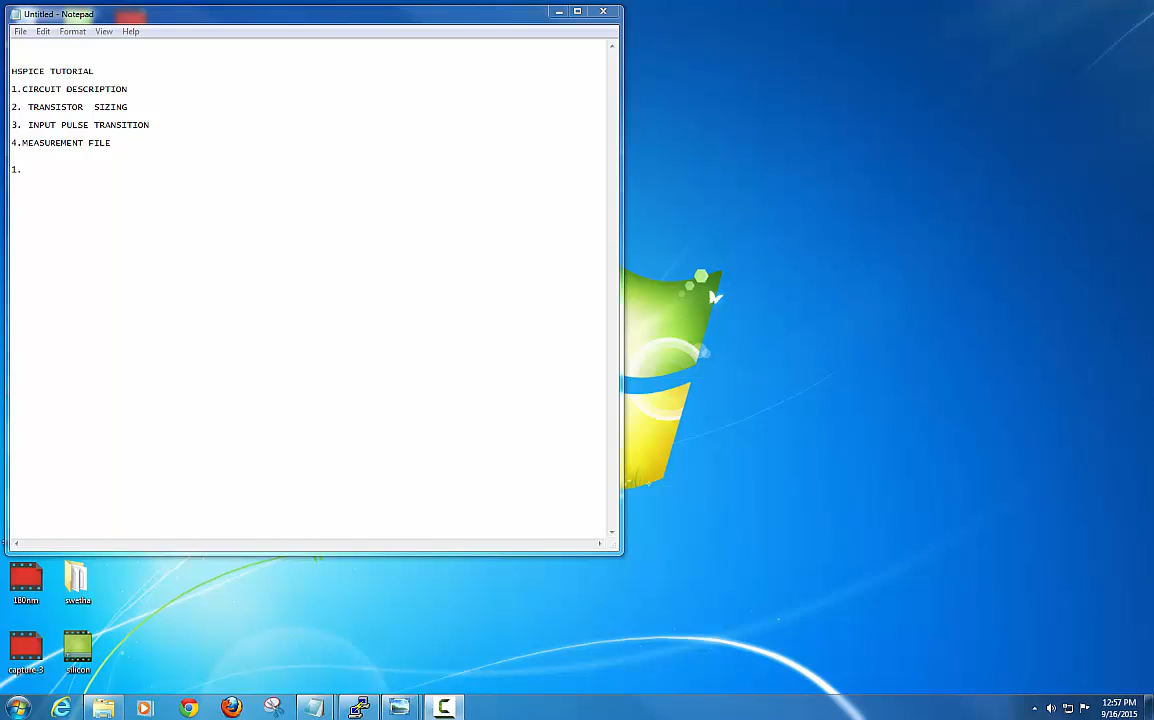 Untitled - Notepad
File Edit Format View Help
HSPICE TUTORIAL
1.CIRCUIT DESCRIPTION
2. TRANSISTOR  SIZING
3. INPUT PULSE TRANSITION
4.MEASUREMENT FILE
1.
180nm
swetha
capture-3
silicon
12:57 PM
9/16/2015